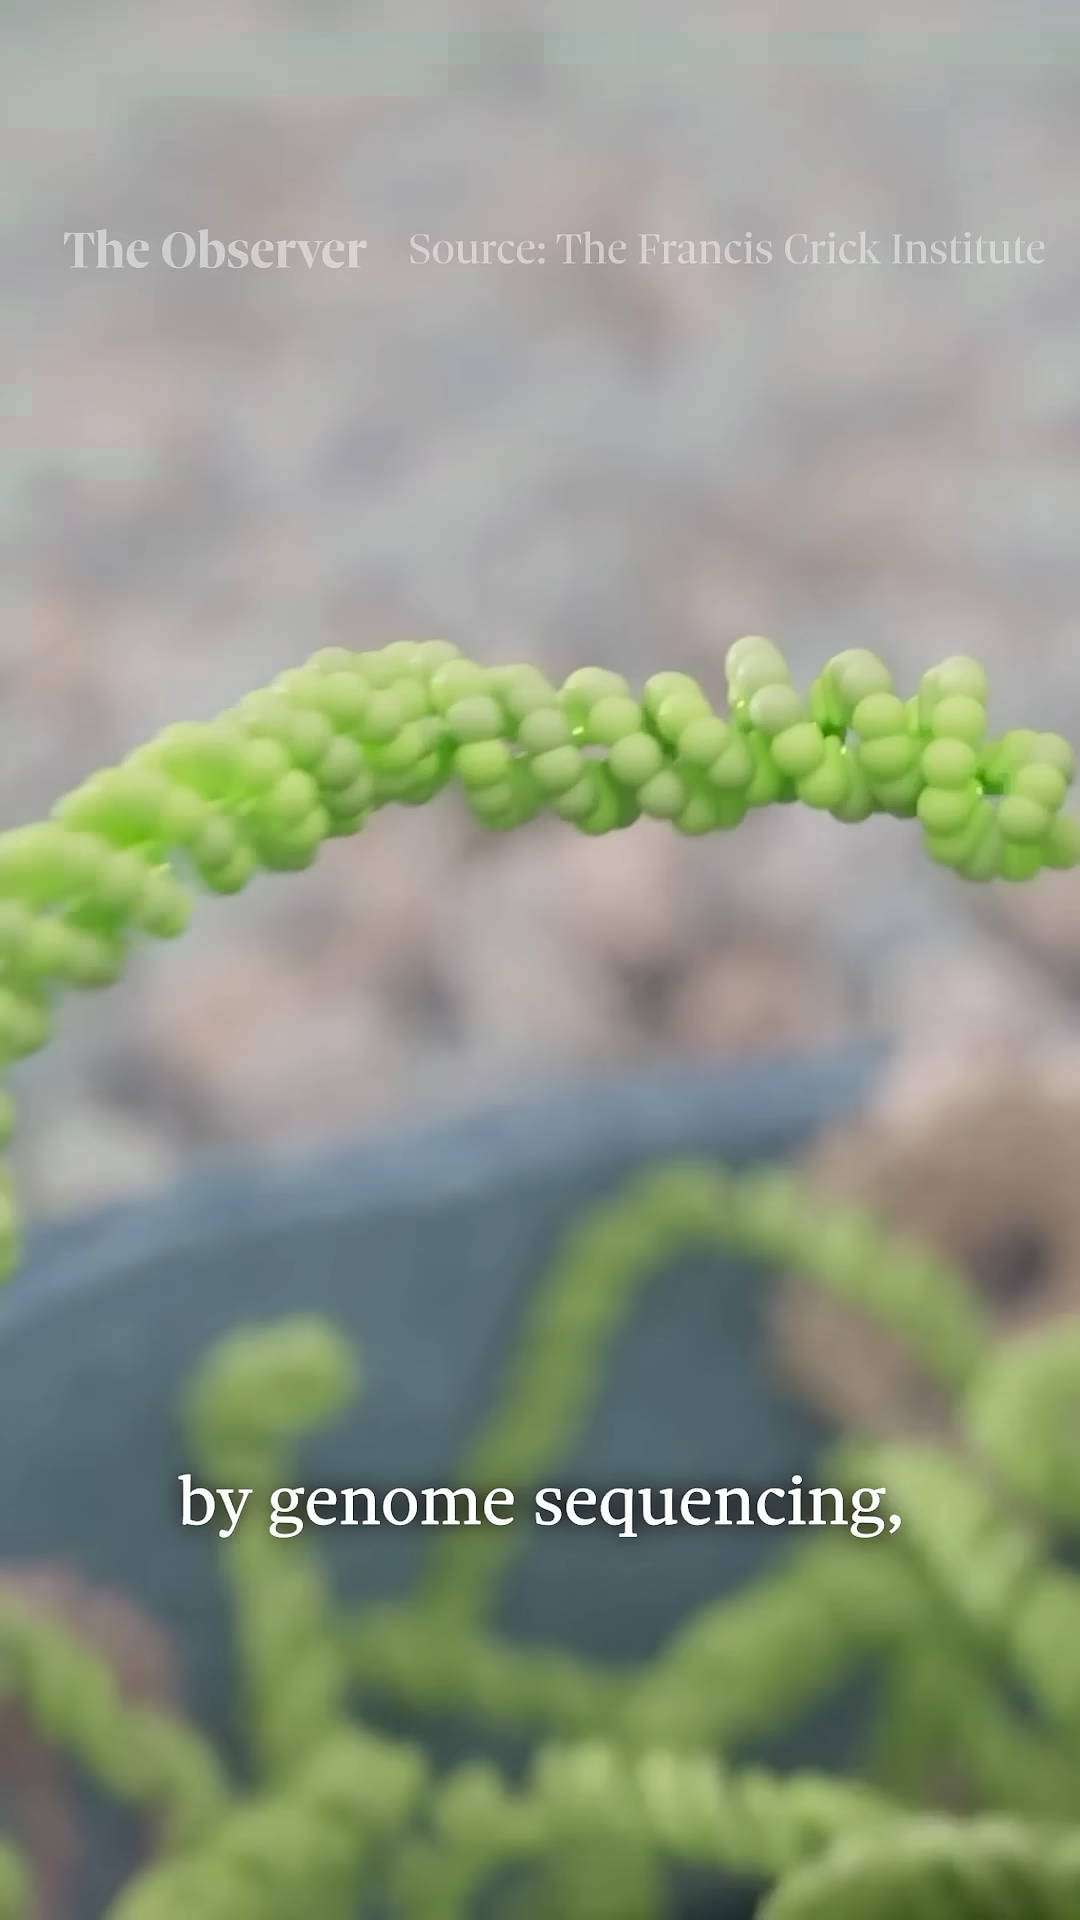 The Observer Source: The Francis Crick Institute
by genome sequencing,